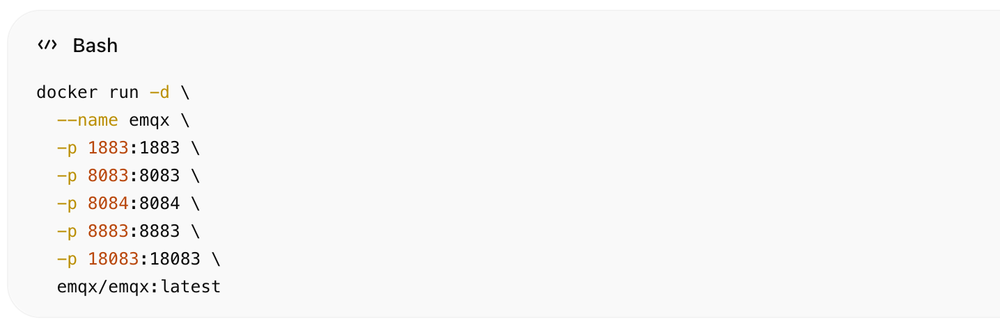 Bash
docker run -d \
  --name emqx \
  -p 1883:1883 \
  -p 8083:8083 \
  -p 8084:8084 \
  -p 8883:8883 \
  -p 18083:18083 \
  emqx/emqx:latest